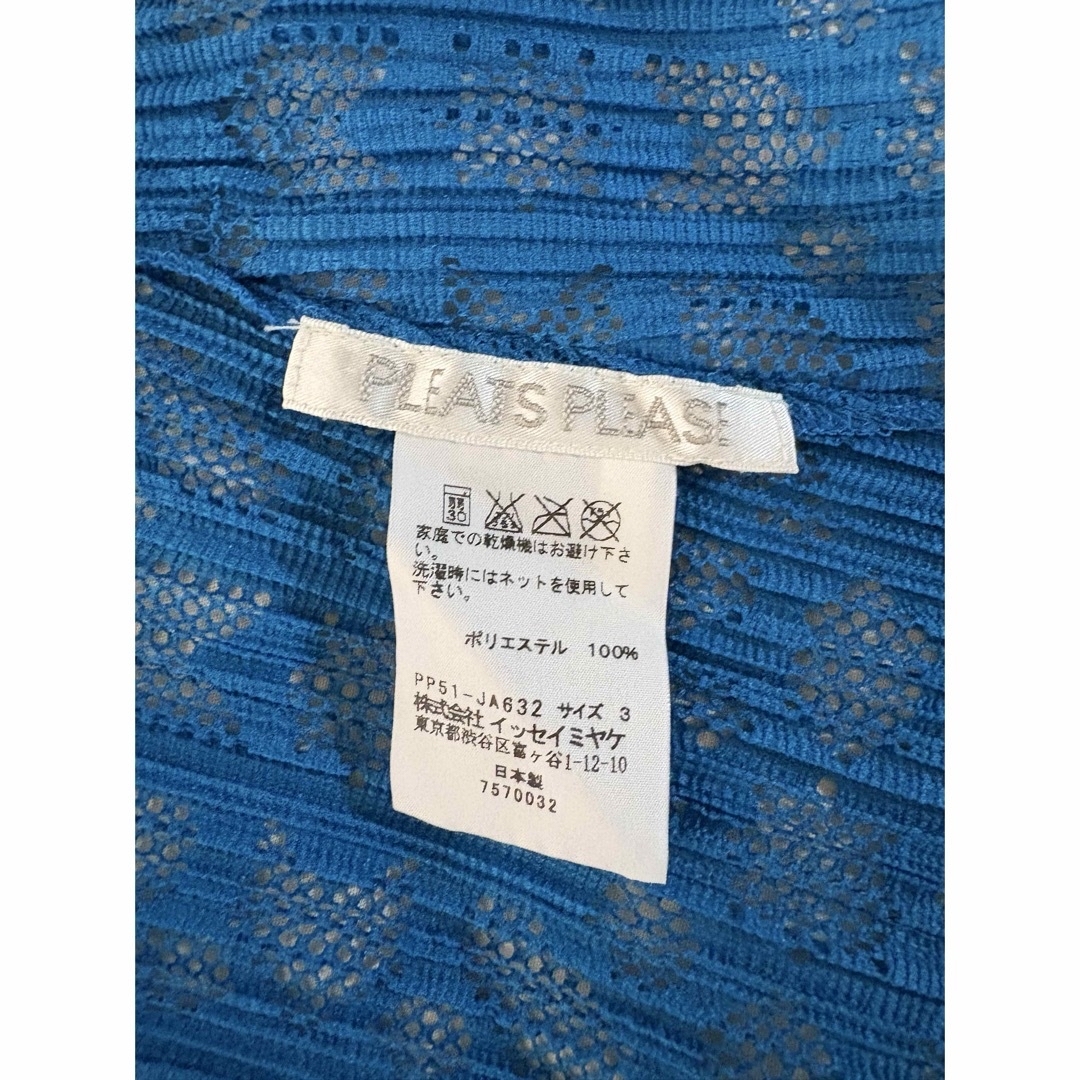 PLEATS PLEASE
家庭での乾燥機はお避け下さ
い。
洗濯時にはネットを使用して
下さい。
ポリエステル 100%
PP51-JA632 サイズ 3
株式会社 イッセイミヤケ
東京都渋谷区富ヶ谷1-12-10
日本製
7570032